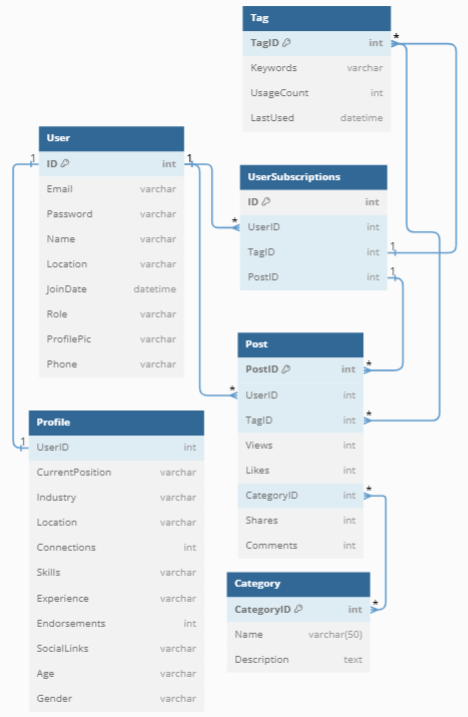 Tag
TagID int
Keywords varchar
UsageCount int
LastUsed datetime
*
User
ID int
Email varchar
Password varchar
Name varchar
Location varchar
JoinDate datetime
Role varchar
ProfilePic varchar
Phone varchar
1
1
UserSubscriptions
ID int
UserID int
TagID int
PostID int
*
1
1
Post
PostID int
UserID int
TagID int
Views int
Likes int
CategoryID int
Shares int
Comments int
*
*
*
*
Profile
UserID int
CurrentPosition varchar
Industry varchar
Location varchar
Connections int
Skills varchar
Experience varchar
Endorsements int
SocialLinks varchar
Age varchar
Gender varchar
1
Category
CategoryID int
Name varchar(50)
Description text
*